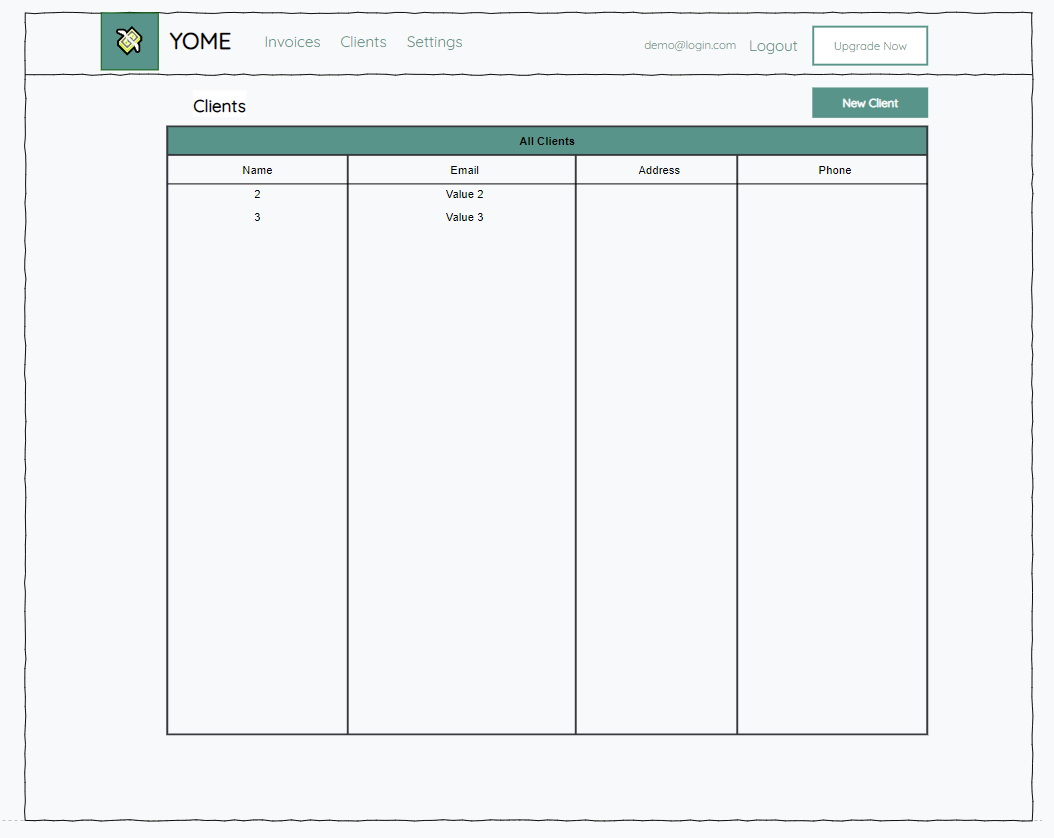 YOME Invoices Clients Settings demo@login.com Logout Upgrade Now
Clients New Client
All Clients
Name Email Address Phone
2 Value 2
3 Value 3